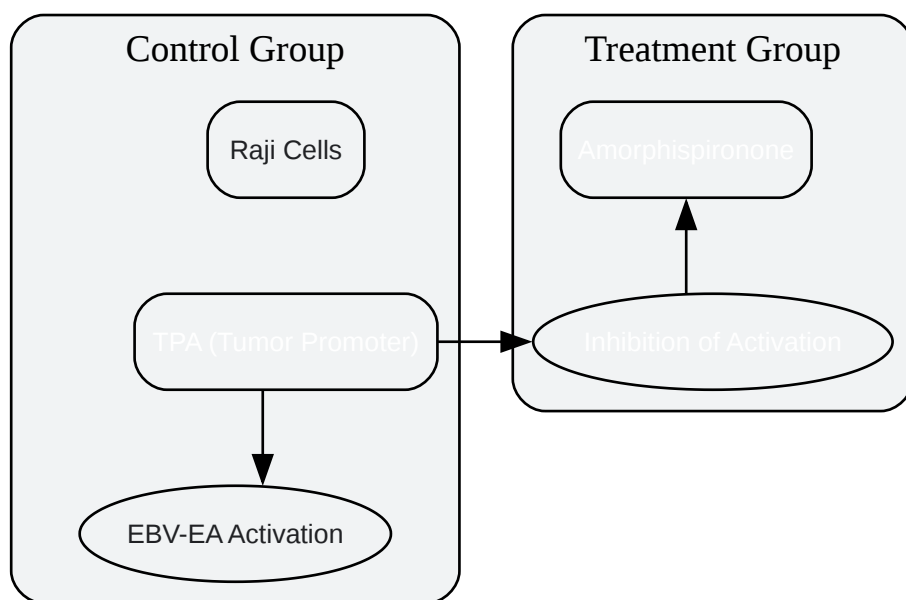 Control Group
Treatment Group
Raji Cells
Amorphispironone
TPA (Tumor Promoter)
Inhibition of Activation
EBV-EA Activation